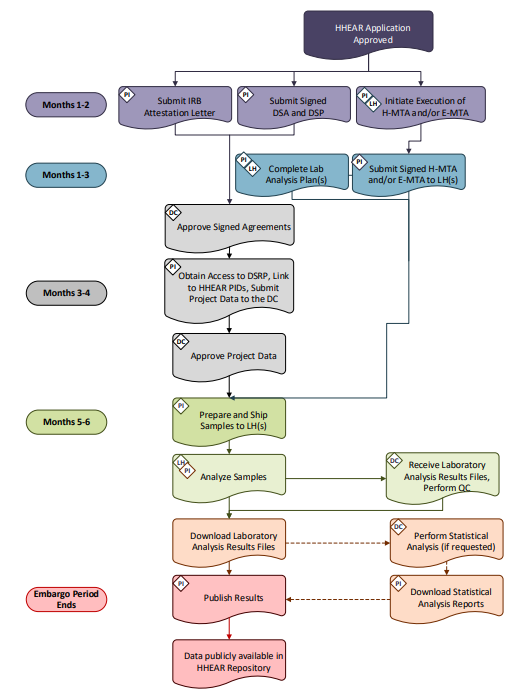 HHEAR Application
Approved
Months 1-2
PI
Submit IRB
Attestation Letter
PI
Submit Signed
DSA and DSP
PI
LH
Initiate Execution of
H-MTA and/or E-MTA
Months 1-3
PI
LH
Complete Lab
Analysis Plan(s)
PI
Submit Signed H-MTA
and/or E-MTA to LH(s)
DC
Approve Signed Agreements
Months 3-4
PI
Obtain Access to DSRP, Link
to HHEAR PIDs, Submit
Project Data to the DC
DC
Approve Project Data
Months 5-6
PI
Prepare and Ship
Samples to LH(s)
LH
PI
Analyze Samples
DC
Receive Laboratory
Analysis Results Files,
Perform QC
Download Laboratory
Analysis Results Files
DC
Perform Statistical
Analysis (if requested)
Embargo Period
Ends
PI
Publish Results
PI
Download Statistical
Analysis Reports
Data publicly available in
HHEAR Repository